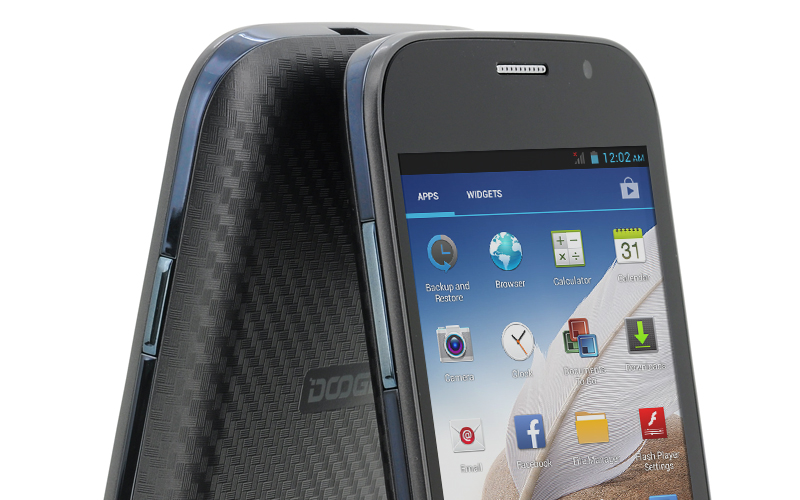 12:02 AM
APPS WIDGETS
31
Backup and
Restore
Browser
Calculator
Calendar
Camera
Clock
Documents
To Go
Downloads
DOOG
Email
Facebook
File Manager
Flash Player
Settings